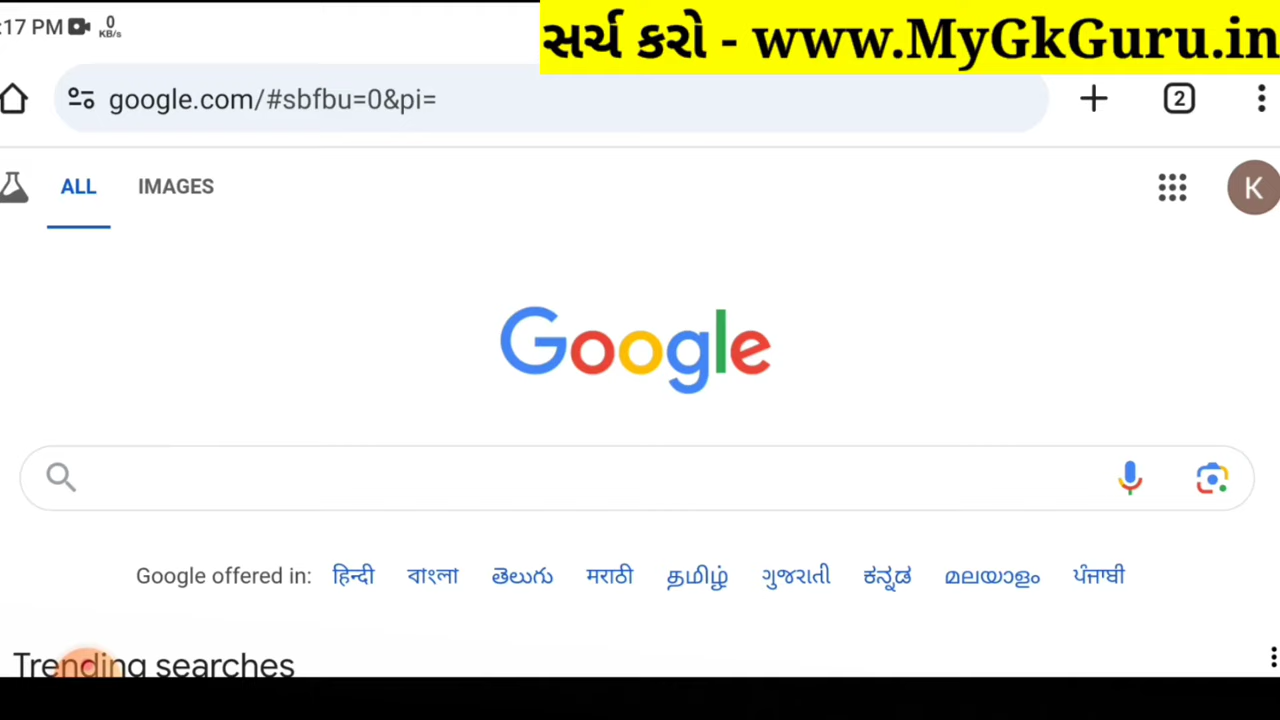 :17 PM 0 KB/s
સર્ચ કરો - www.MyGkGuru.in
google.com/#sbfbu=0&pi=
2
ALL IMAGES
K
Google
Google offered in: हिन्दी বাংলা తెలుగు मराठी தமிழ் ગુજરાતી ಕನ್ನಡ മലയാളം ਪੰਜਾਬੀ
Trending searches